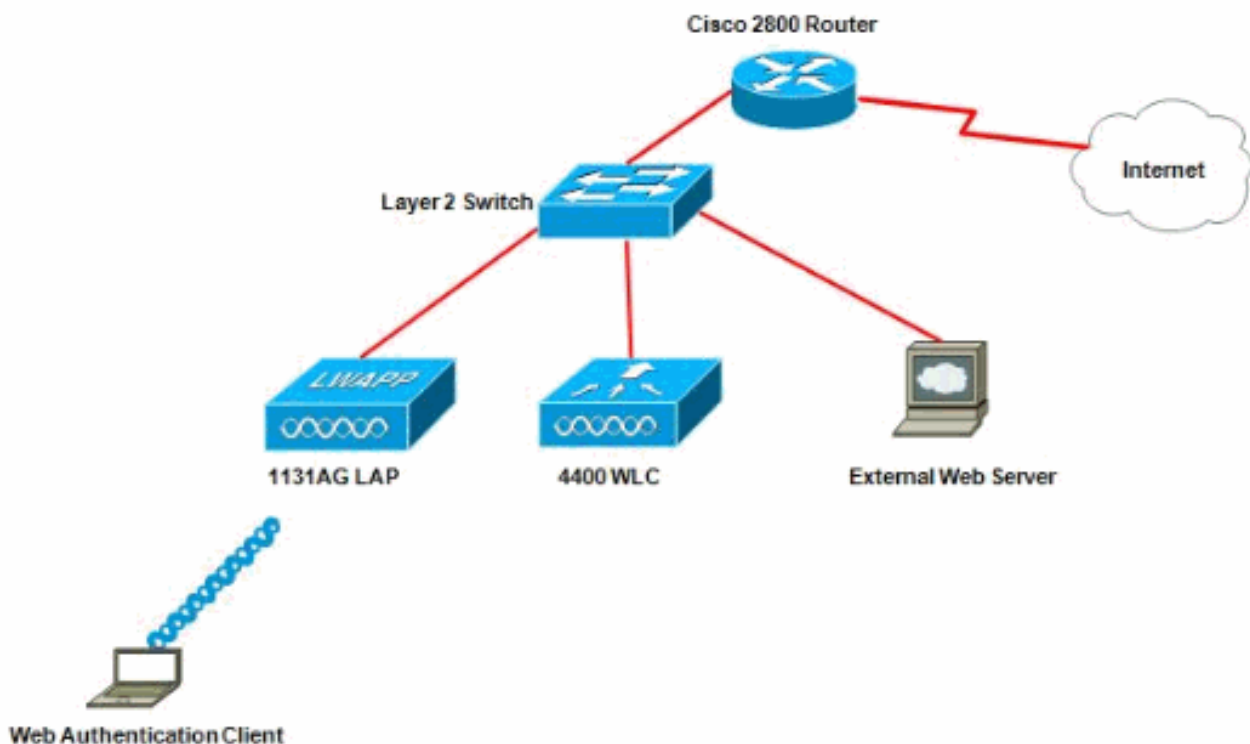 Cisco 2800 Router
Internet
Layer 2 Switch
LWAPP
1131AG LAP
4400 WLC
External Web Server
Web Authentication Client